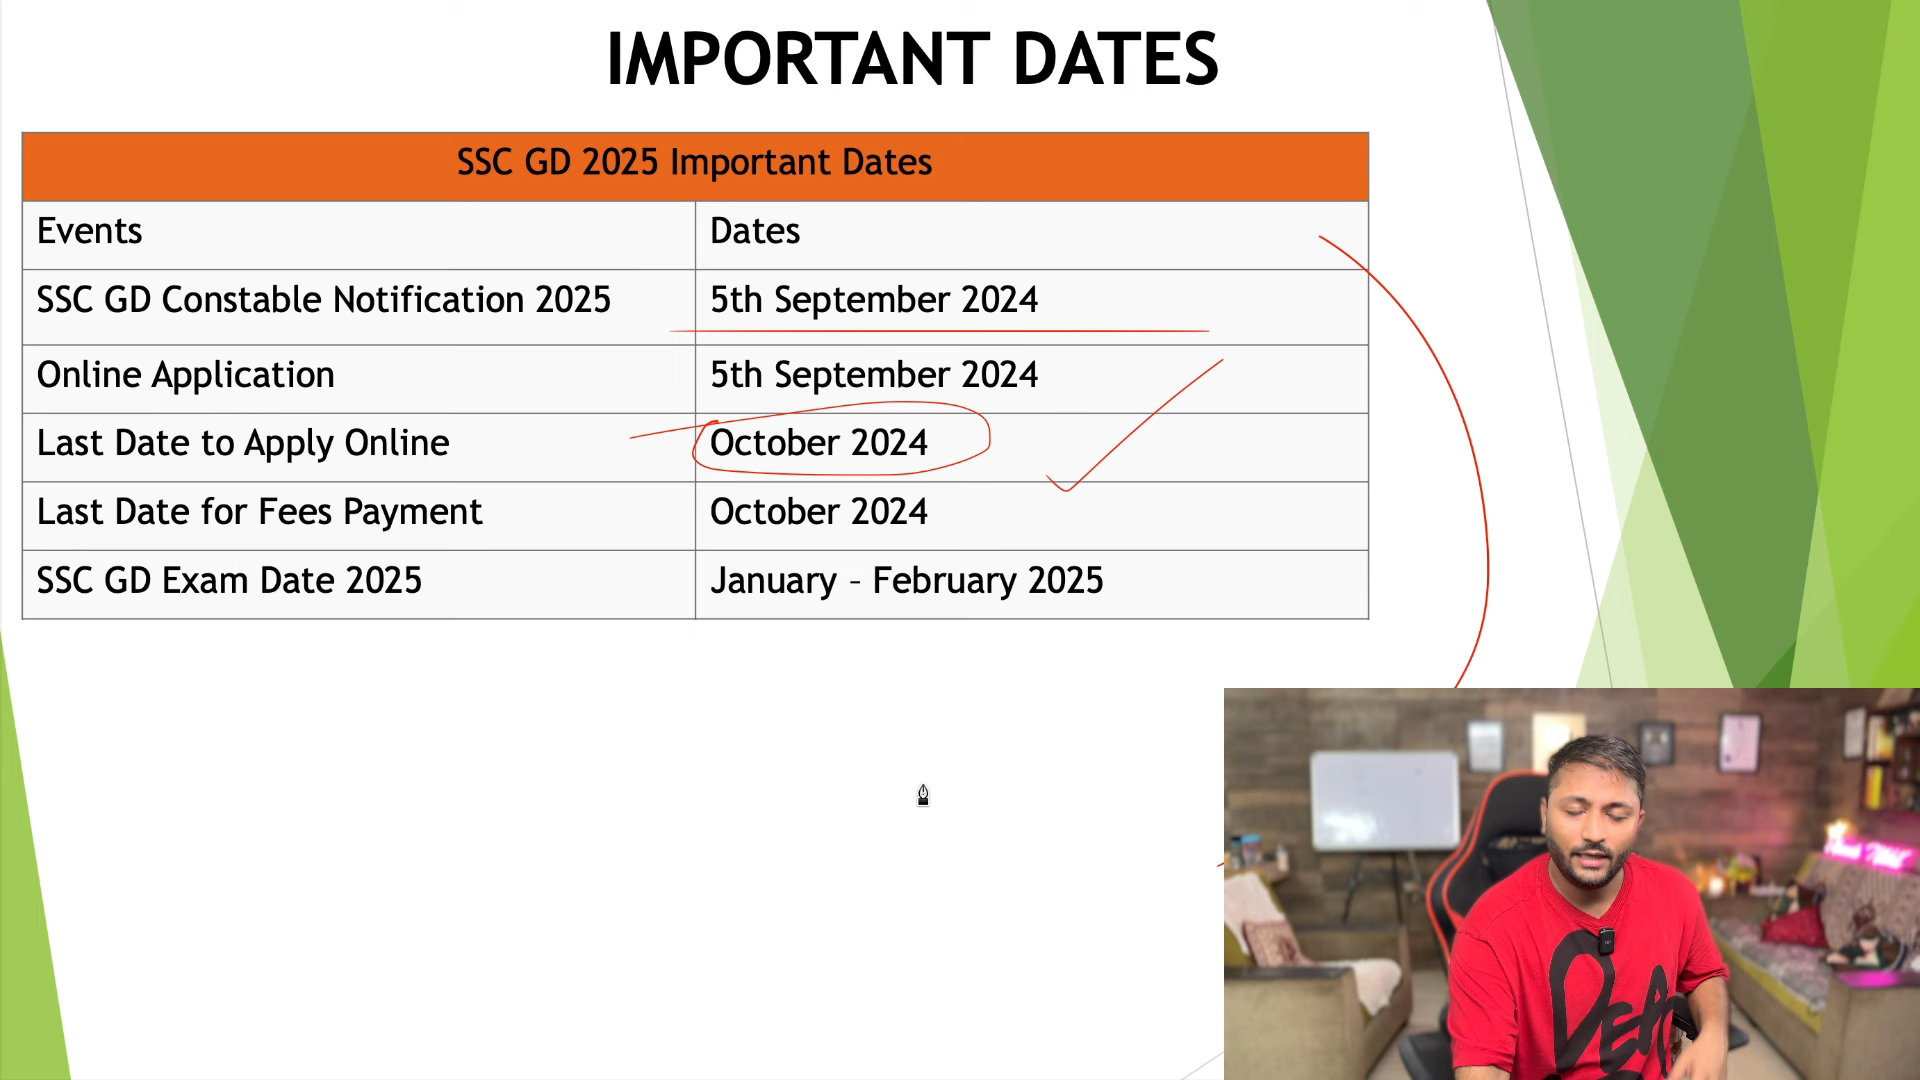 IMPORTANT DATES
SSC GD 2025 Important Dates
Events Dates
SSC GD Constable Notification 2025 5th September 2024
Online Application 5th September 2024
Last Date to Apply Online October 2024
Last Date for Fees Payment October 2024
SSC GD Exam Date 2025 January – February 2025